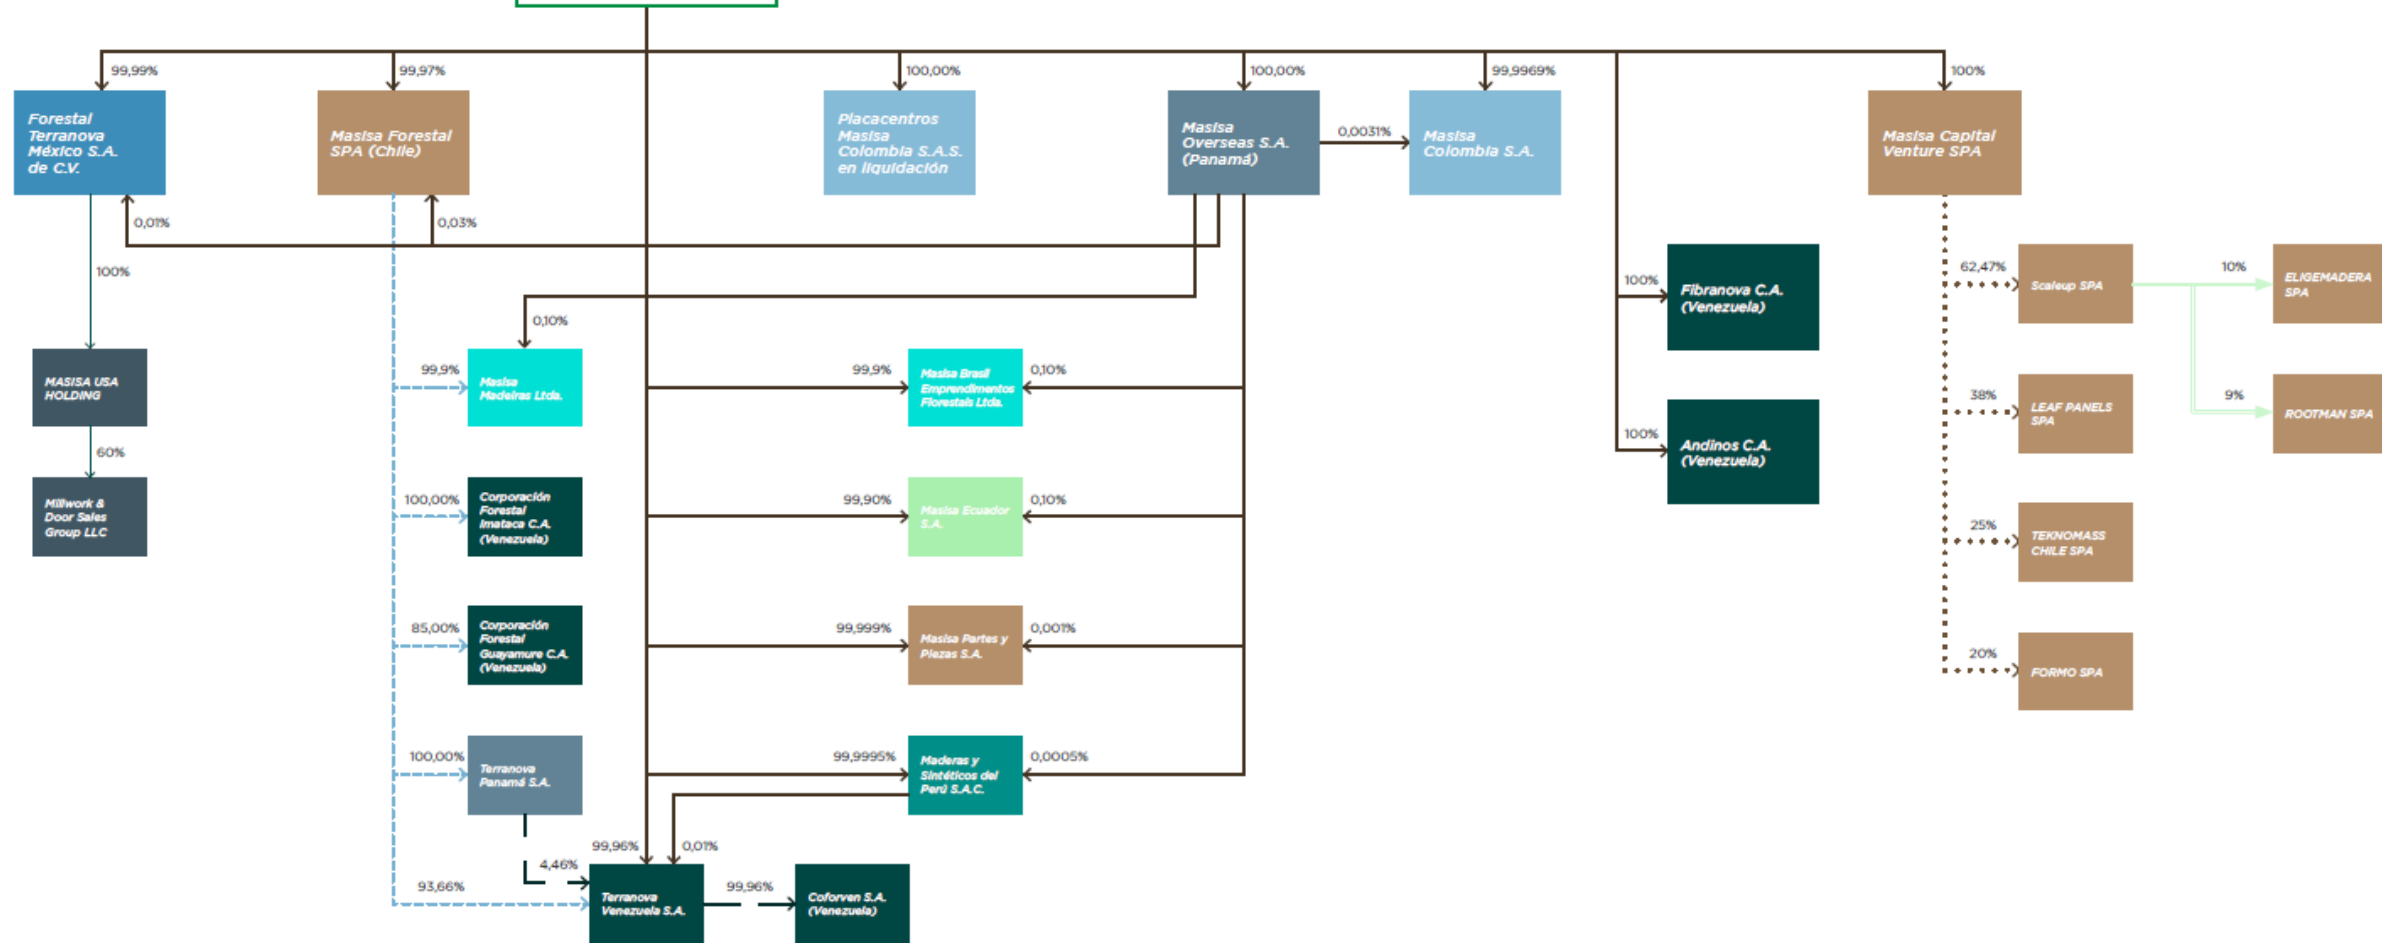 99,99%
99,97%
100,00%
100,00%
99,9969%
100%
Forestal
Terranova
México S.A.
de C.V.
Masisa Forestal
SPA (Chile)
Placacentros
Masisa
Colombia S.A.S.
en liquidación
Masisa
Overseas S.A.
(Panamá)
0,0031%
Masisa
Colombia S.A.
Masisa Capital
Venture SPA
0,01%
0,03%
100%
100%
Fibranova C.A.
(Venezuela)
62,47%
Scaleup SPA
10%
ELIGEMADERA
SPA
0,10%
MASISA USA
HOLDING
99,9%
Masisa
Madeiras Ltda.
99,9%
Masisa Brasil
Emprendimentos
Florestais Ltda.
0,10%
100%
Andinos C.A.
(Venezuela)
38%
LEAF PANELS
SPA
9%
ROOTMAN SPA
60%
Millwork &
Door Sales
Group LLC
100,00%
Corporación
Forestal
Imataca C.A.
(Venezuela)
99,90%
Masisa Ecuador
S.A.
0,10%
25%
TEKNOMASS
CHILE SPA
85,00%
Corporación
Forestal
Guayamure C.A.
(Venezuela)
99,999%
Masisa Partes y
Piezas S.A.
0,001%
20%
FORMO SPA
100,00%
Terranova
Panamá S.A.
99,9995%
Maderas y
Sintéticos del
Perú S.A.C.
0,0005%
99,96%
0,01%
4,46%
93,66%
Terranova
Venezuela S.A.
99,96%
Coforven S.A.
(Venezuela)